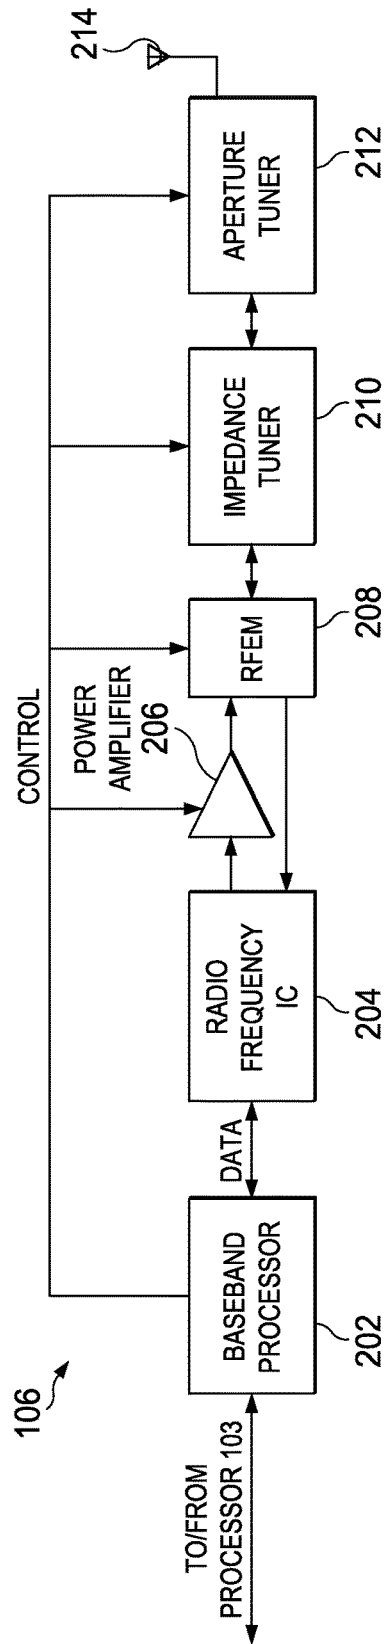 106
TO/FROM
PROCESSOR 103
BASEBAND
PROCESSOR
202
DATA
RADIO
FREQUENCY
IC
204
CONTROL
POWER
AMPLIFIER
206
RFEM
208
IMPEDANCE
TUNER
210
APERTURE
TUNER
212
214